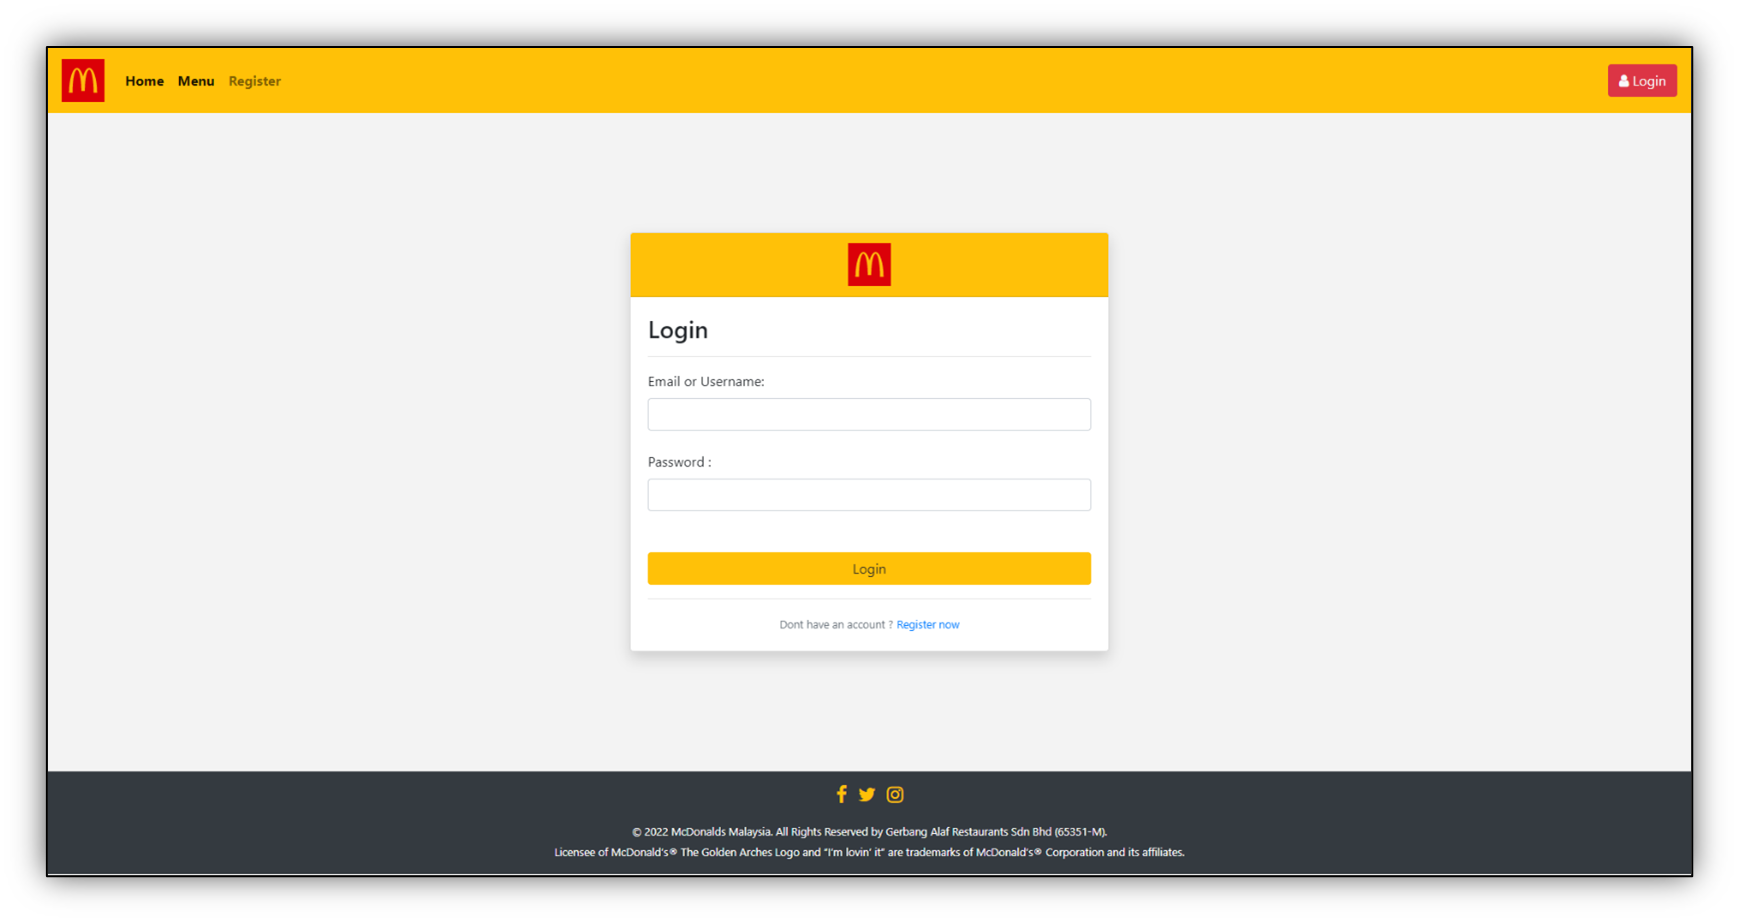 Home Menu Register
Login
Login
Email or Username:
Password :
Login
Dont have an account ? Register now
© 2022 McDonalds Malaysia. All Rights Reserved by Gerbang Alaf Restaurants Sdn Bhd (65351-M).
Licensee of McDonald's® The Golden Arches Logo and "I'm lovin' it" are trademarks of McDonald's® Corporation and its affiliates.